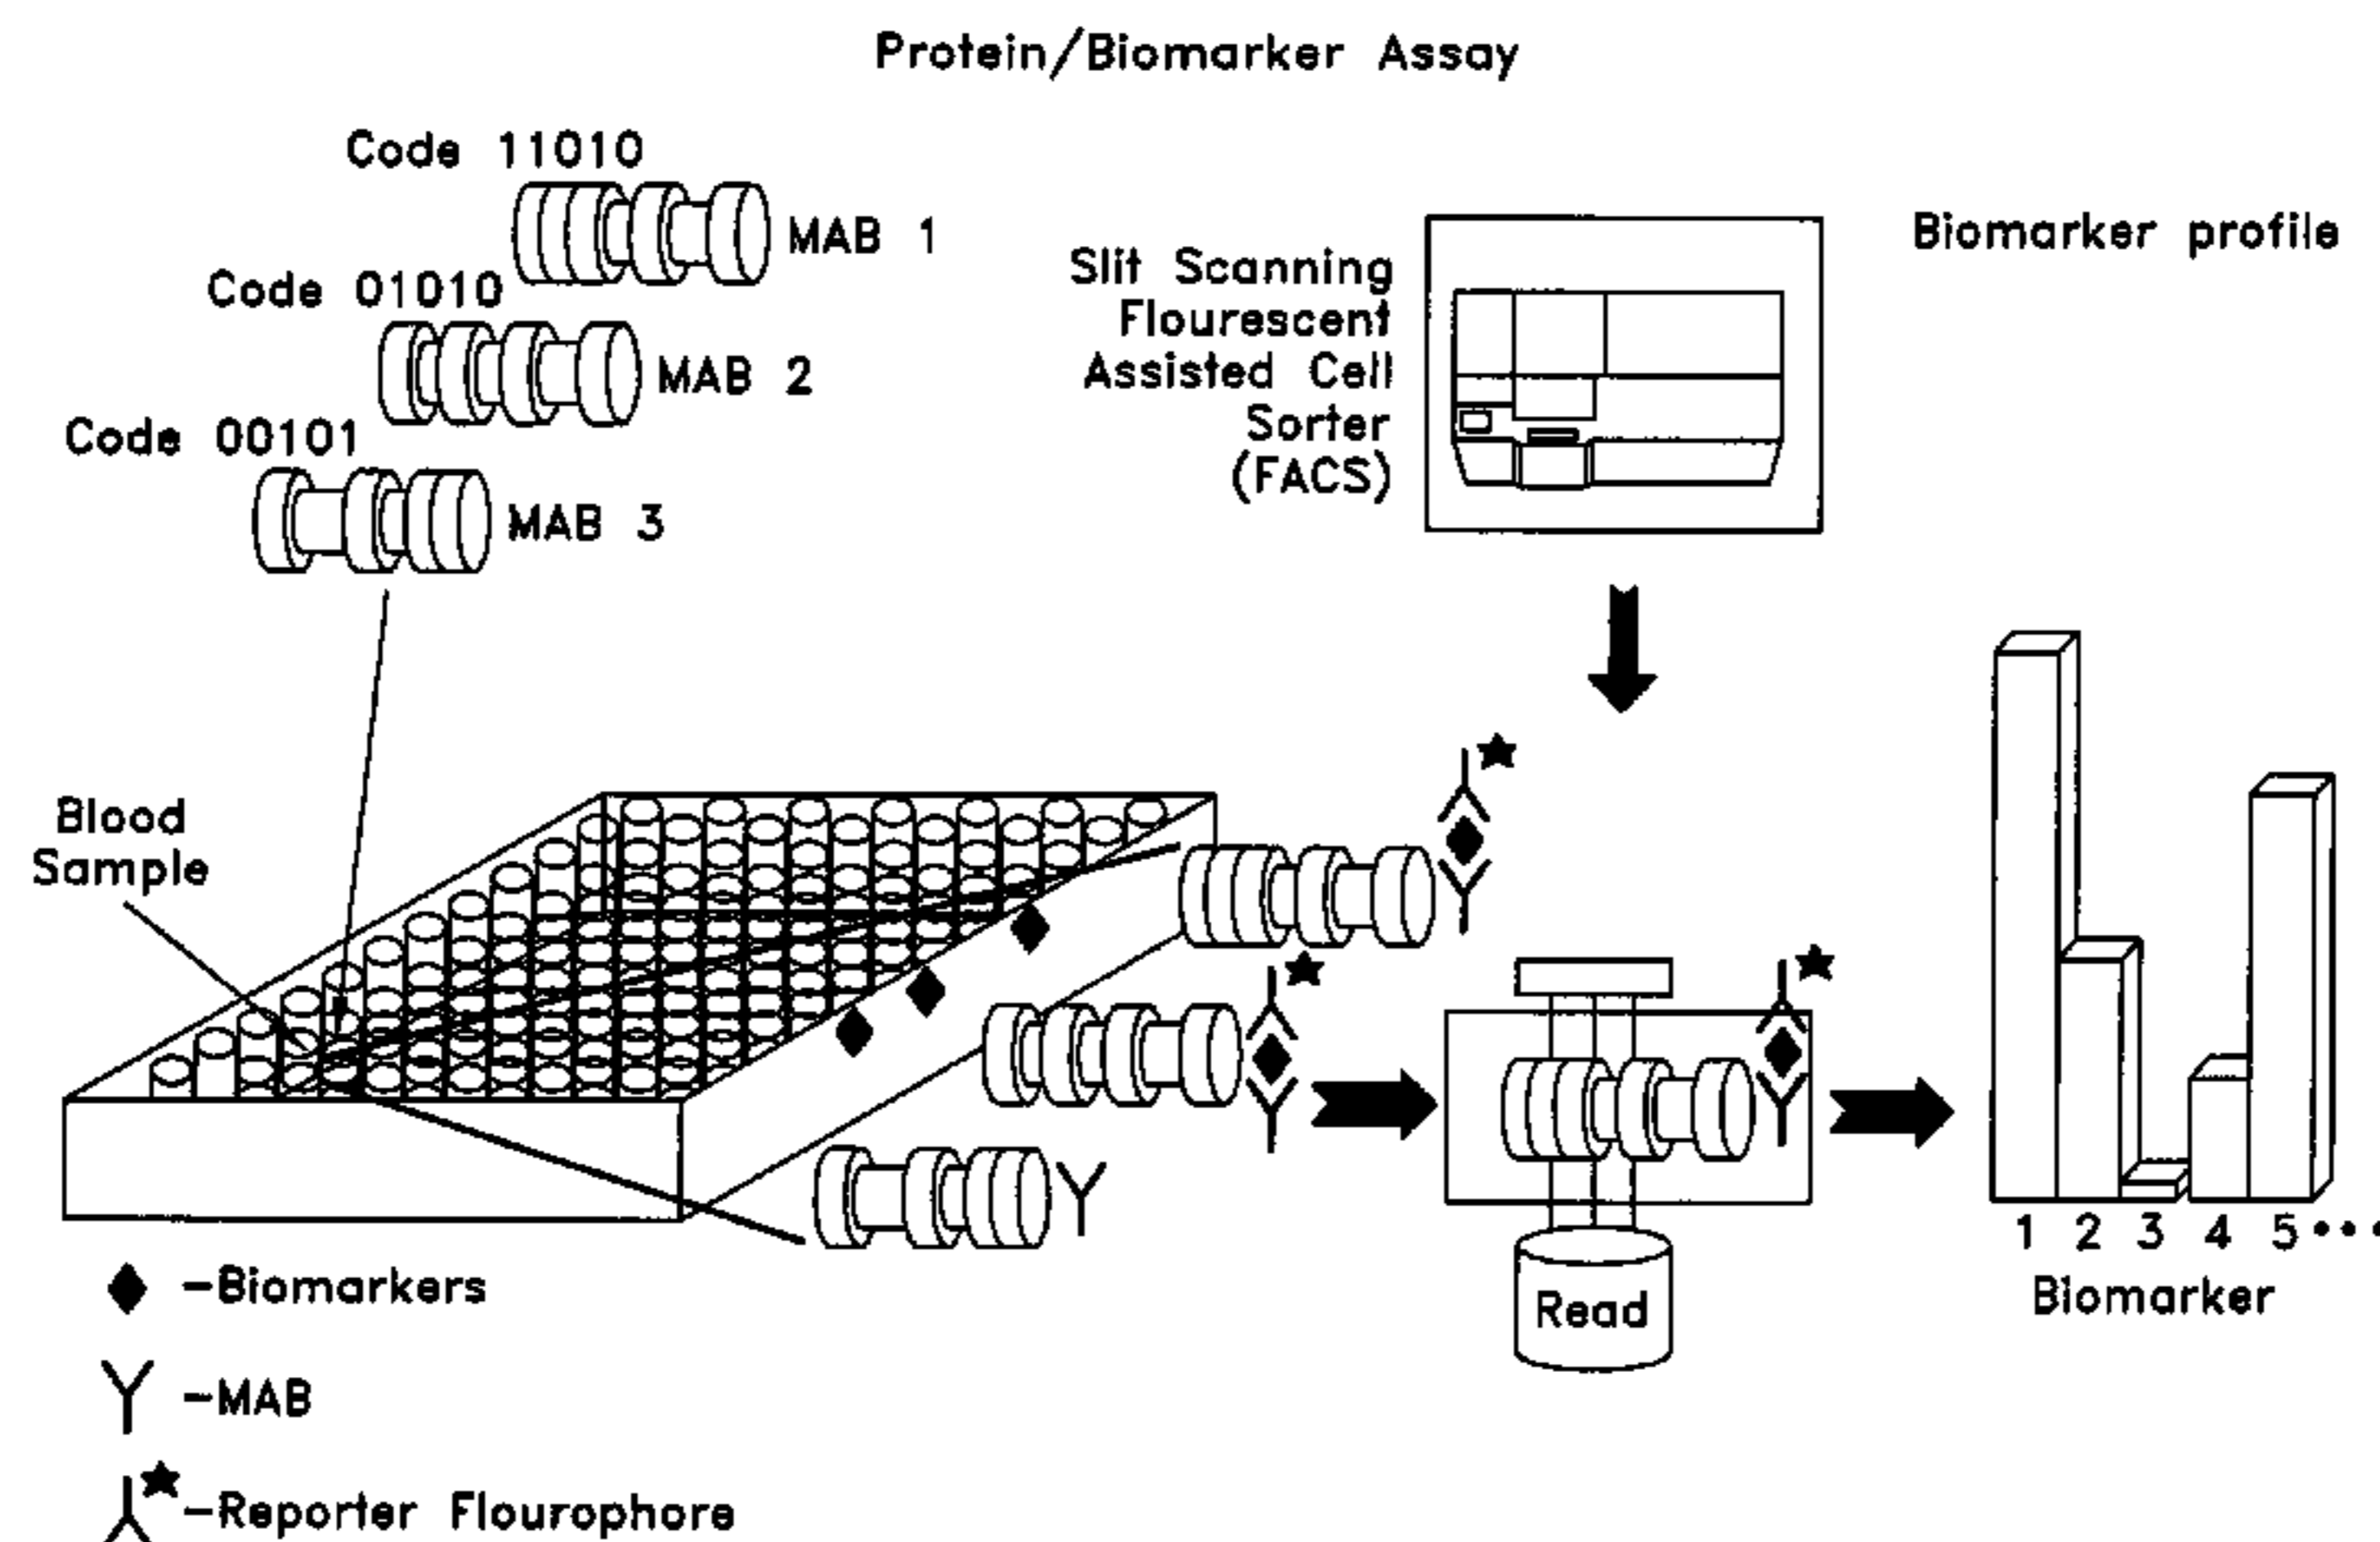 Protein/Biomarker Assay
Code 11010
MAB 1
Code 01010
MAB 2
Code 00101
MAB 3
Slit Scanning
Flourescent
Assisted Cell
Sorter
(FACS)
Biomarker profile
Blood
Sample
Read
1 2 3 4 5•••
Biomarker
-Biomarkers
-MAB
-Reporter Flourophore